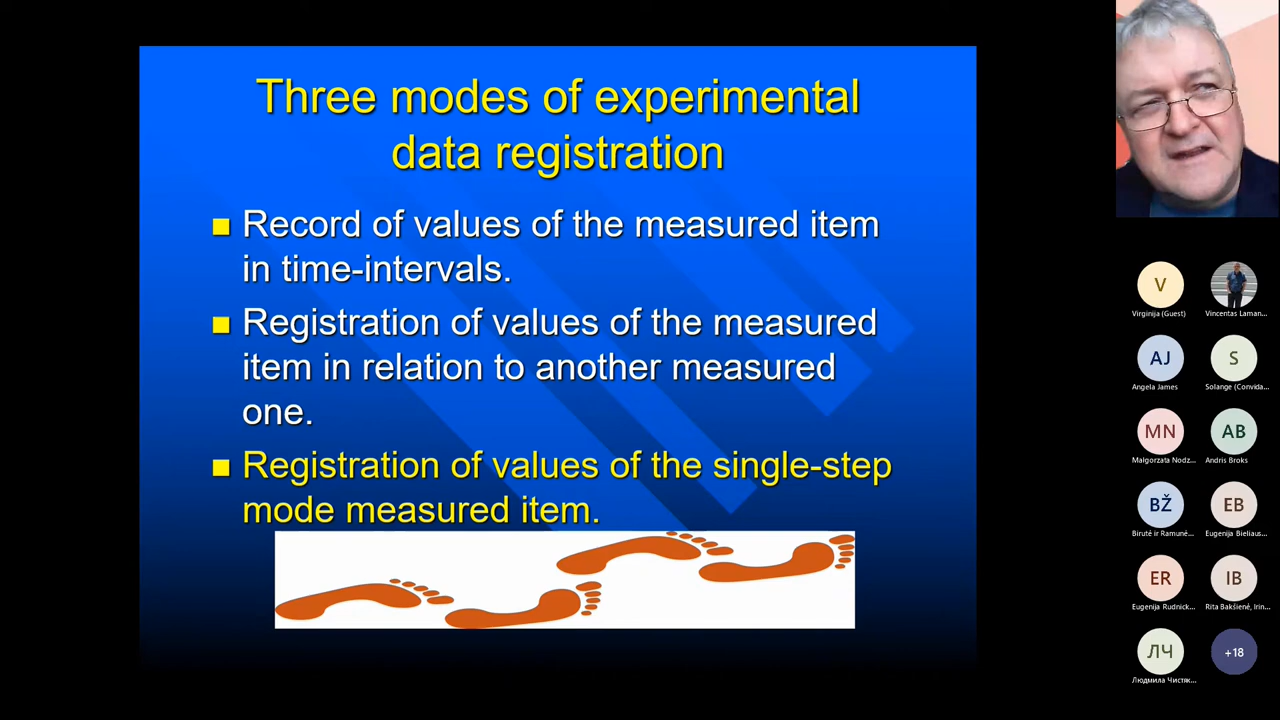 Three modes of experimental
data registration
Record of values of the measured item
in time-intervals.
Registration of values of the measured
item in relation to another measured
one.
Registration of values of the single-step
mode measured item.
V
Virginija (Guest)
Vincentas Laman...
AJ
Angela James
S
Solange (Convida...
MN
Małgorzata Nodz...
AB
Andris Broks
BŽ
Birutė ir Ramunė...
EB
Eugenija Bieliaus...
ER
Eugenija Rudnick...
IB
Rita Bakšienė, Irin...
ЛЧ
Людмила Чистяк...
+18